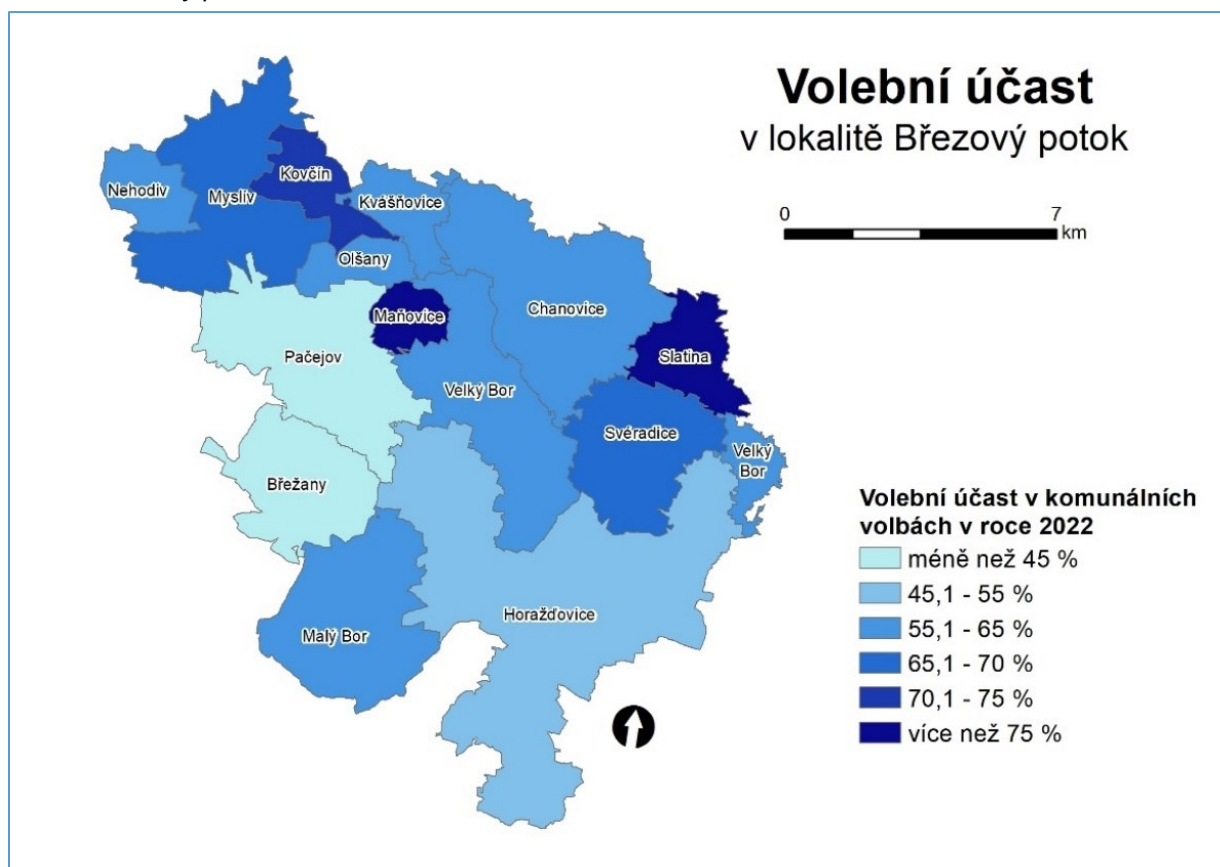 Volební účast
v lokalitě Březový potok
0 7
km
Nehodiv
Mysliv
Kovčín
Kvášňovice
Olšany
Maňovice
Chanovice
Pačejov
Slatina
Velký Bor
Svéradice
Velký
Bor
Břežany
Horažďovice
Malý Bor
Volební účast v komunálních
volbách v roce 2022
méně než 45 %
45,1 - 55 %
55,1 - 65 %
65,1 - 70 %
70,1 - 75 %
více než 75 %